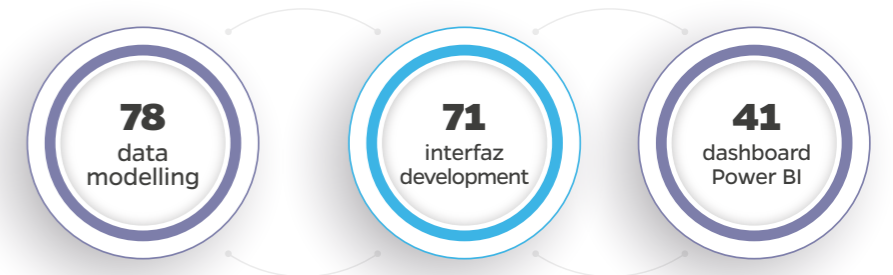 78
data
modelling
71
interfaz
development
41
dashboard
Power BI